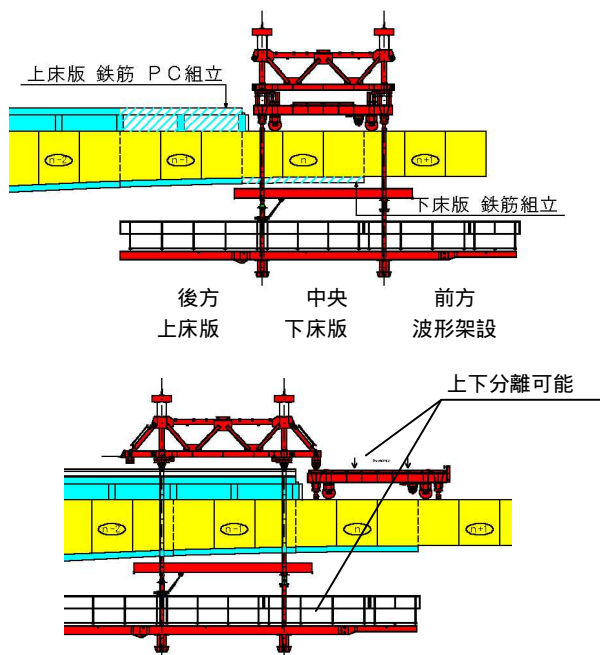 上床版 鉄筋 PC組立
n-2
n-1
n
n+1
下床版 鉄筋組立
後方 中央 前方
上床版 下床版 波形架設
上下分離可能
n-2
n-1
n
n+1